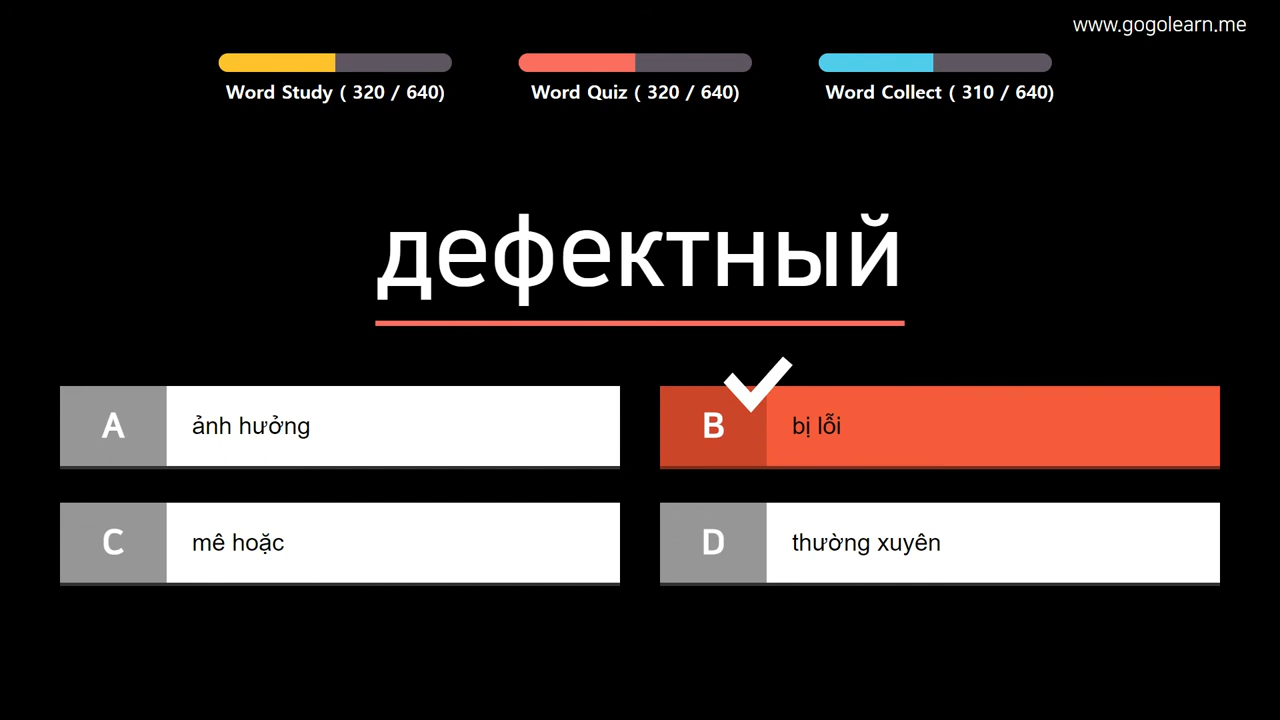 www.gogolearn.me
Word Study ( 320 / 640)
Word Quiz ( 320 / 640)
Word Collect ( 310 / 640)
дефектный
A ảnh hưởng
B bị lỗi
C mê hoặc
D thường xuyên